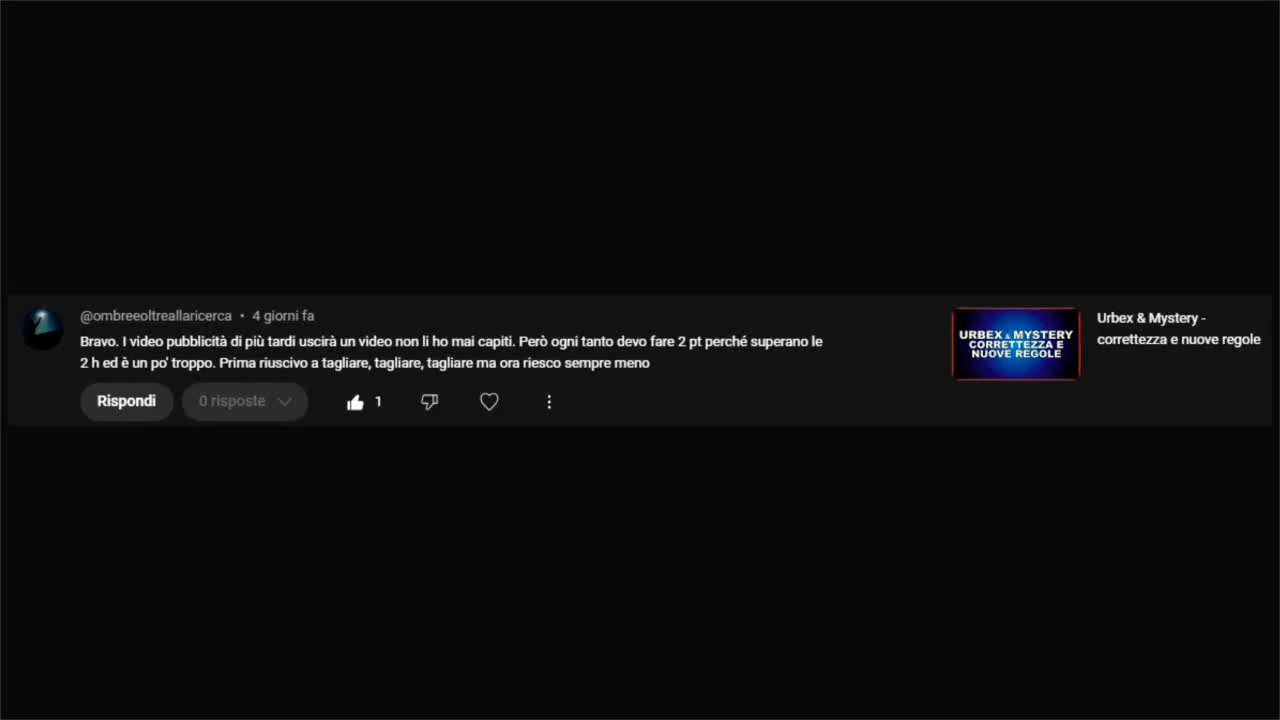 @ombreeoltreallaricerca • 4 giorni fa
Bravo. I video pubblicità di più tardi uscirà un video non li ho mai capiti. Però ogni tanto devo fare 2 pt perché superano le
2 h ed è un po' troppo. Prima riuscivo a tagliare, tagliare, tagliare ma ora riesco sempre meno
Rispondi
0 risposte
1
URBEX & MYSTERY
CORRETTEZZA E
NUOVE REGOLE
Urbex & Mystery -
correttezza e nuove regole